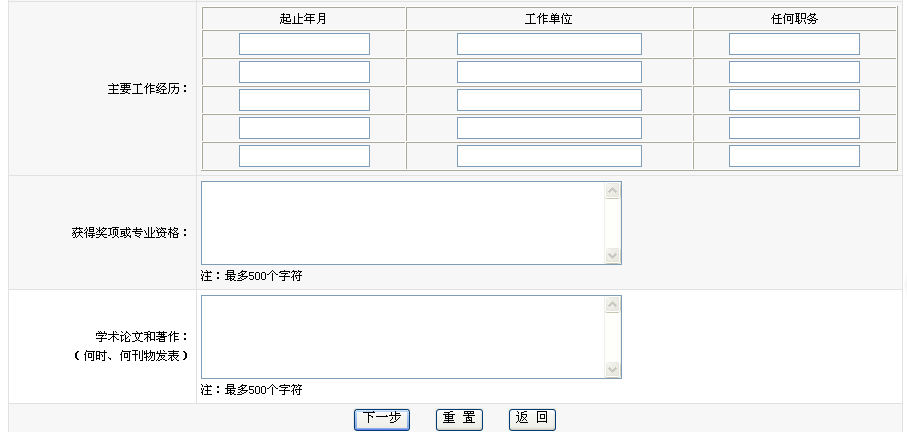 起止年月 工作单位 任何职务
主要工作经历：
获得奖项或专业资格：
注：最多500个字符
学术论文和著作：
（何时、何刊物发表）
注：最多500个字符
下一步 重 置 返 回